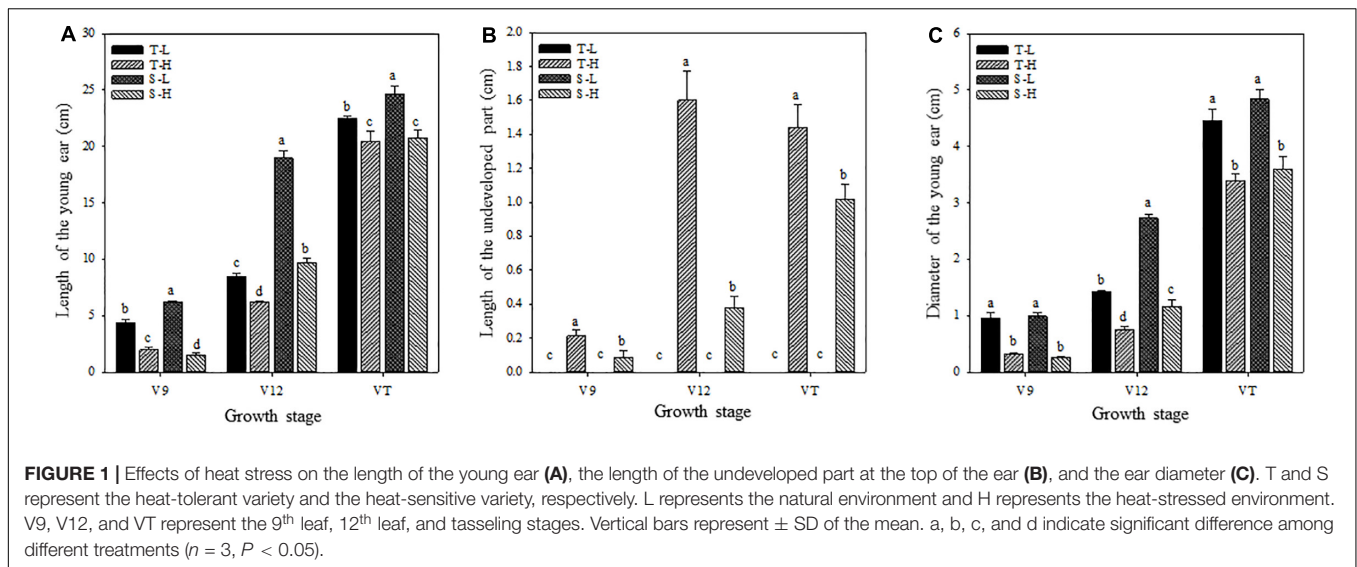 A
30
25
20
15
10
5
0
Length of the young ear (cm)
T-L
T-H
S-L
S-H
b
c
a
d
c
d
a
b
b
c
a
c
V9
V12
VT
Growth stage
B
2.0
1.8
1.6
1.4
1.2
1.0
0.8
0.6
0.4
0.2
0.0
Length of the undeveloped part (cm)
T-L
T-H
S-L
S-H
c
a
c
b
c
a
c
b
c
a
c
b
V9
V12
VT
Growth stage
C
6
5
4
3
2
1
0
Diameter of the young ear (cm)
T-L
T-H
S-L
S-H
a
b
a
b
b
d
a
c
a
b
a
b
V9
V12
VT
Growth stage
FIGURE 1 | Effects of heat stress on the length of the young ear (A), the length of the undeveloped part at the top of the ear (B), and the ear diameter (C). T and S
represent the heat-tolerant variety and the heat-sensitive variety, respectively. L represents the natural environment and H represents the heat-stressed environment.
V9, V12, and VT represent the 9th leaf, 12th leaf, and tasseling stages. Vertical bars represent ± SD of the mean. a, b, c, and d indicate significant difference among
different treatments (n = 3, P < 0.05).